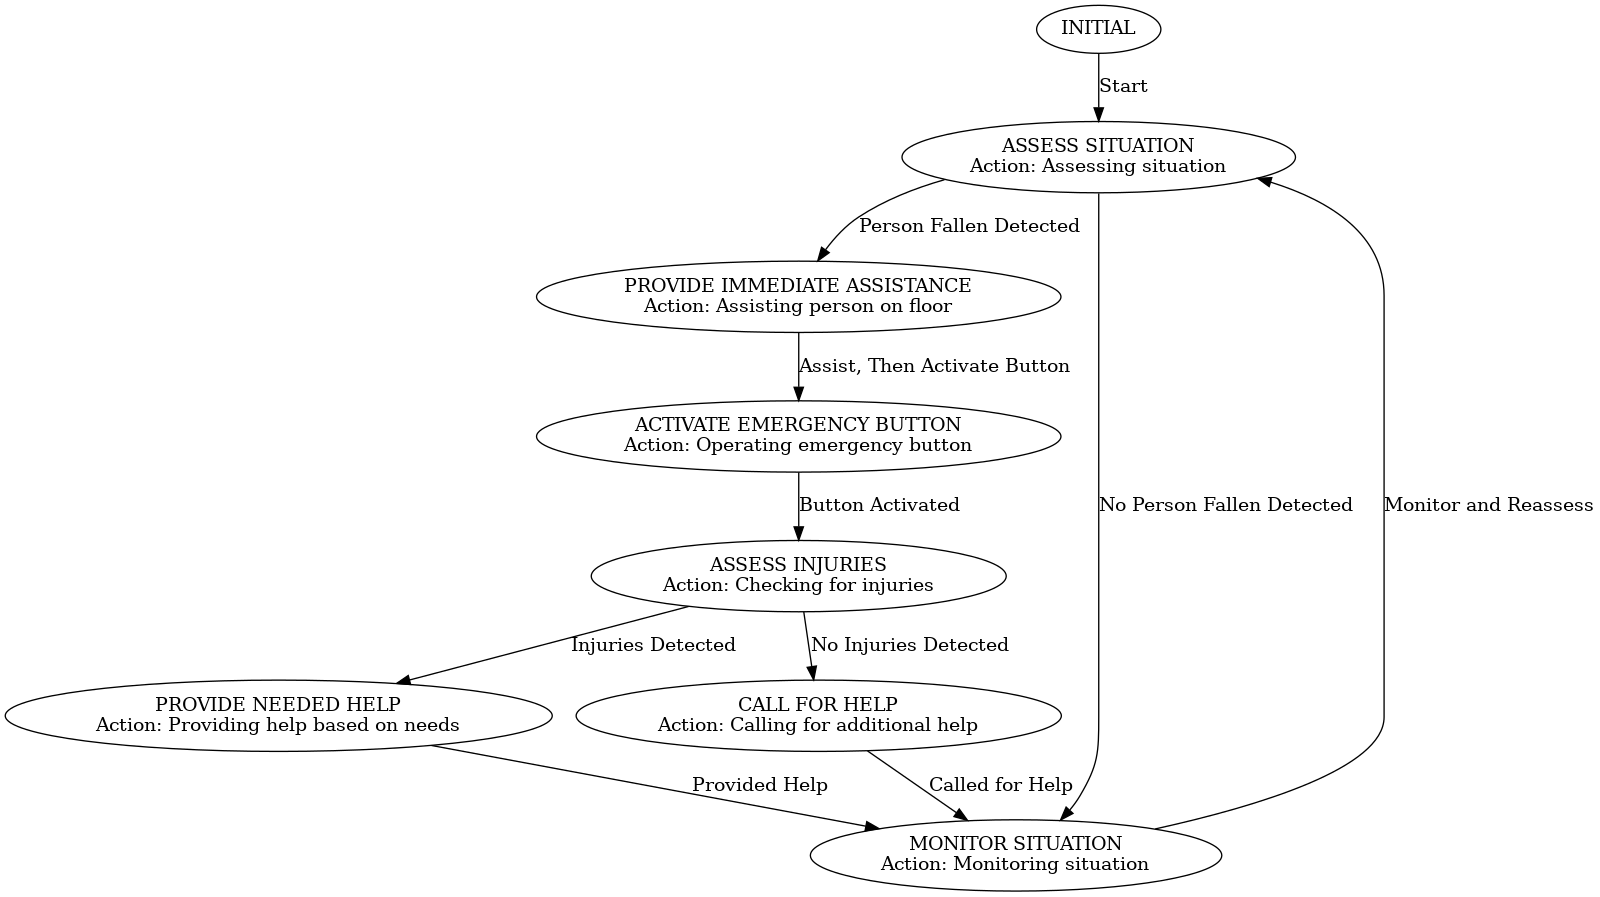 INITIAL
Start
ASSESS SITUATION
Action: Assessing situation
Person Fallen Detected
PROVIDE IMMEDIATE ASSISTANCE
Action: Assisting person on floor
Assist, Then Activate Button
ACTIVATE EMERGENCY BUTTON
Action: Operating emergency button
Button Activated
No Person Fallen Detected
Monitor and Reassess
ASSESS INJURIES
Action: Checking for injuries
Injuries Detected
No Injuries Detected
PROVIDE NEEDED HELP
Action: Providing help based on needs
CALL FOR HELP
Action: Calling for additional help
Provided Help
Called for Help
MONITOR SITUATION
Action: Monitoring situation